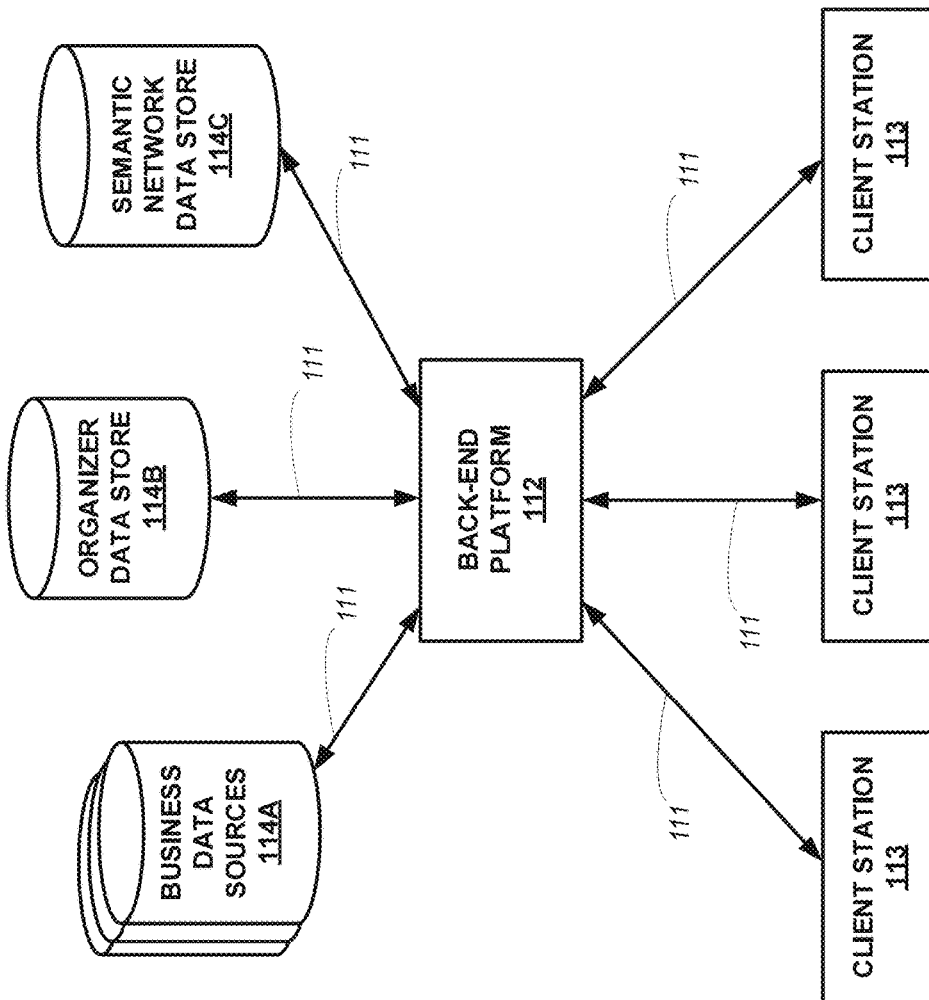 BUSINESS
DATA
SOURCES
114A
ORGANIZER
DATA STORE
114B
SEMANTIC
NETWORK
DATA STORE
114C
111
111
111
BACK-END
PLATFORM
112
111
111
111
CLIENT STATION
113
CLIENT STATION
113
CLIENT STATION
113